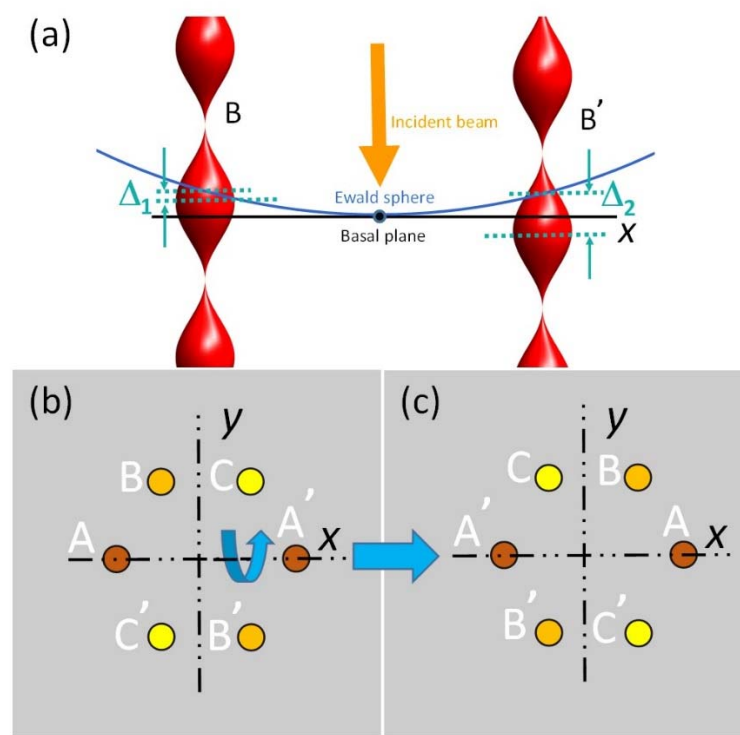 (a)
B
B′
Incident beam
Δ1
Ewald sphere
Δ2
Basal plane
x
(b)
(c)
y
y
B
C
C
B
A
A′
x
A′
A
x
C′
B′
B′
C′